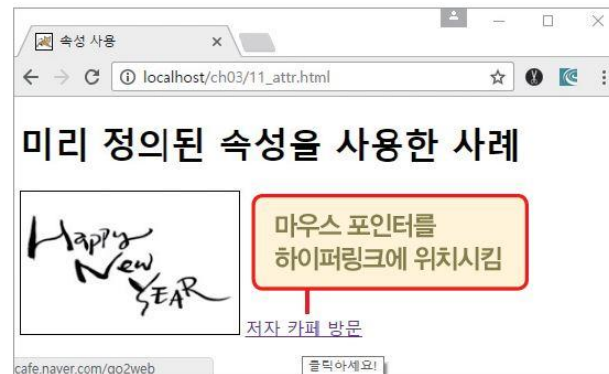 속성 사용
localhost/ch03/11_attr.html
미리 정의된 속성을 사용한 사례
Happy
New
YEAR
마우스 포인터를
하이퍼링크에 위치시킴
저자 카페 방문
cafe.naver.com/go2web
클릭하세요!